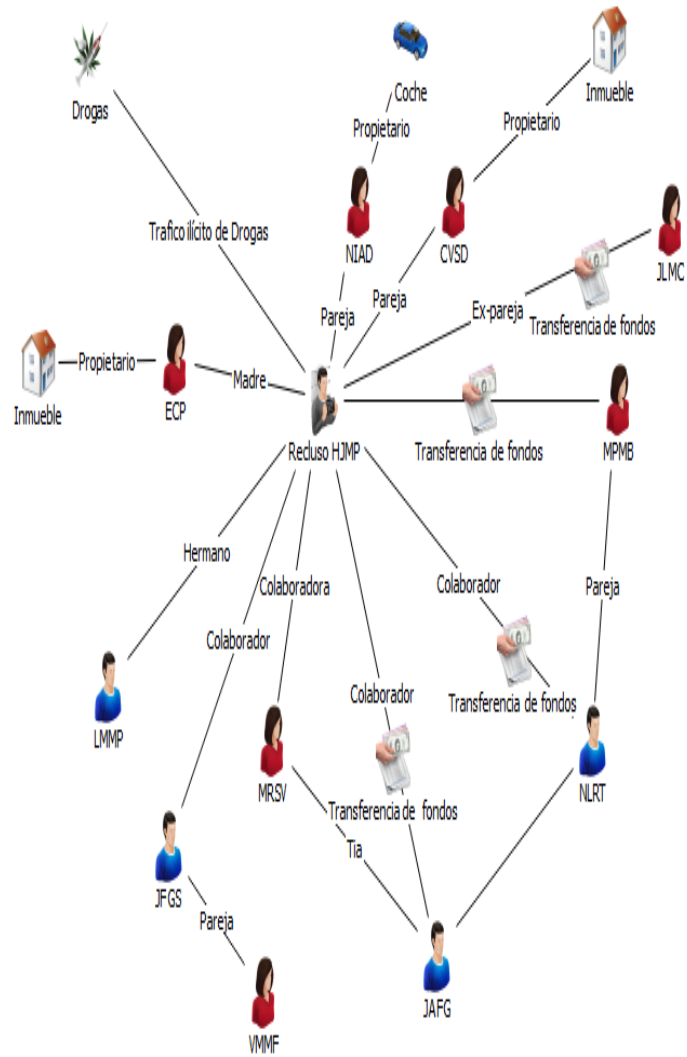 Drogas
Coche
Inmueble
Propietario
Propietario
Trafico ilícito de Drogas
NIAD
CVSD
JLMC
Pareja
Pareja
Ex-pareja
Transferencia de fondos
Propietario
Madre
Inmueble
ECP
Recluso HJMP
Transferencia de fondos
MPMB
Hermano
Colaboradora
Colaborador
Pareja
Colaborador
Colaborador
Transferencia de fondos
LMMP
MRSV
NLRT
Transferencia de fondos
Tia
JFGS
Pareja
JAFG
VMMF